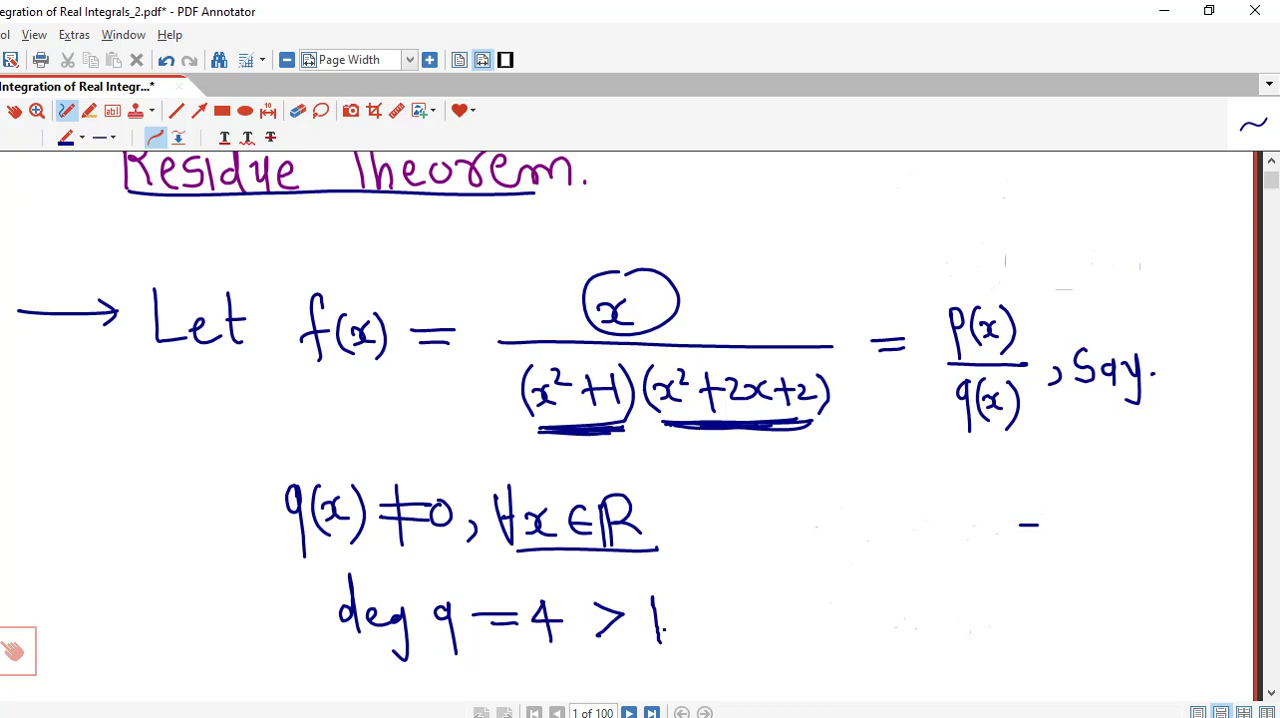 egration of Real Integrals_2.pdf* - PDF Annotator
ol View Extras Window Help
Page Width
Integration of Real Integr...*
Residue Theorem.
⟶ Let f(x) = x / (x² + 1)(x² + 2x + 2) = p(x) / q(x), Say.
q(x) ≠ 0, ∀ x ∈ ℝ
deg q = 4 > 1
1 of 100